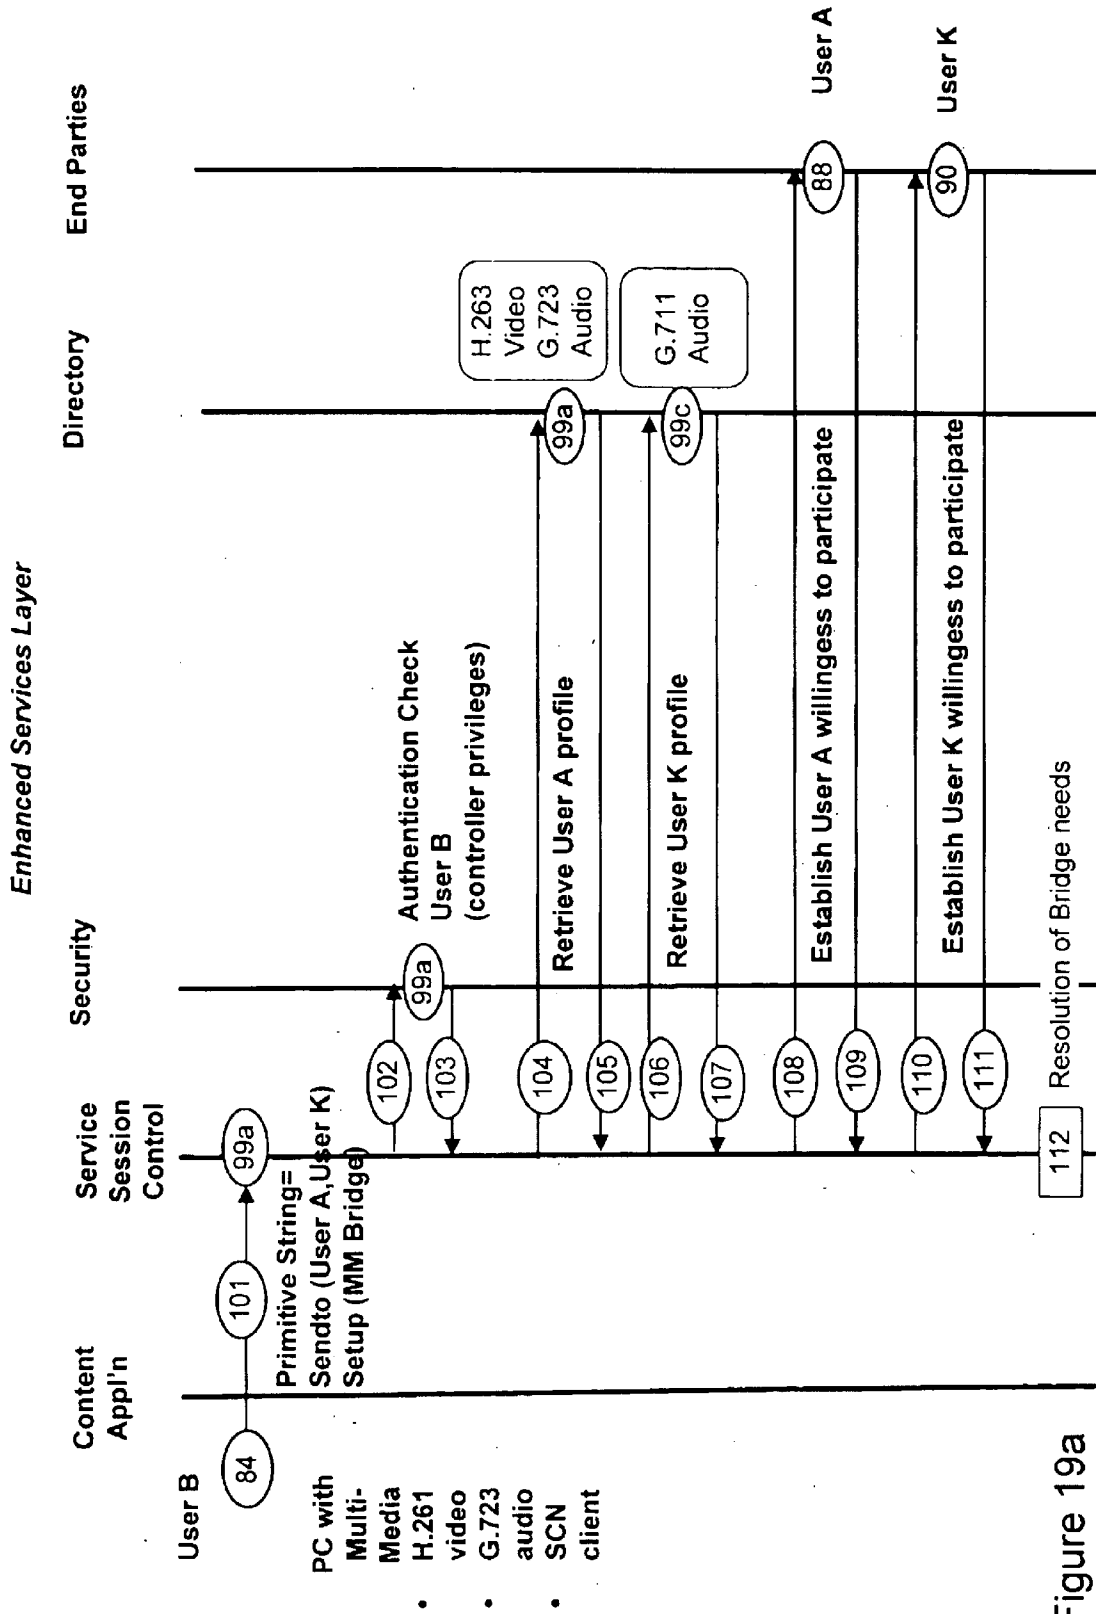 Enhanced Services Layer
Content
Appl'n
Service
Session
Control
Security
Directory
End Parties
User B
84
101
99a
Primitive String=
Sendto (User A,User K)
Setup (MM Bridge)
PC with
Multi-
Media
• H.261
video
• G.723
audio
• SCN
client
102
99a
103
Authentication Check
User B
(controller privileges)
104
99a
H.263
Video
G.723
Audio
Retrieve User A profile
105
106
99c
G.711
Audio
Retrieve User K profile
107
108
88
User A
Establish User A willingess to participate
109
110
90
User K
Establish User K willingess to participate
111
112
Resolution of Bridge needs
Figure 19a